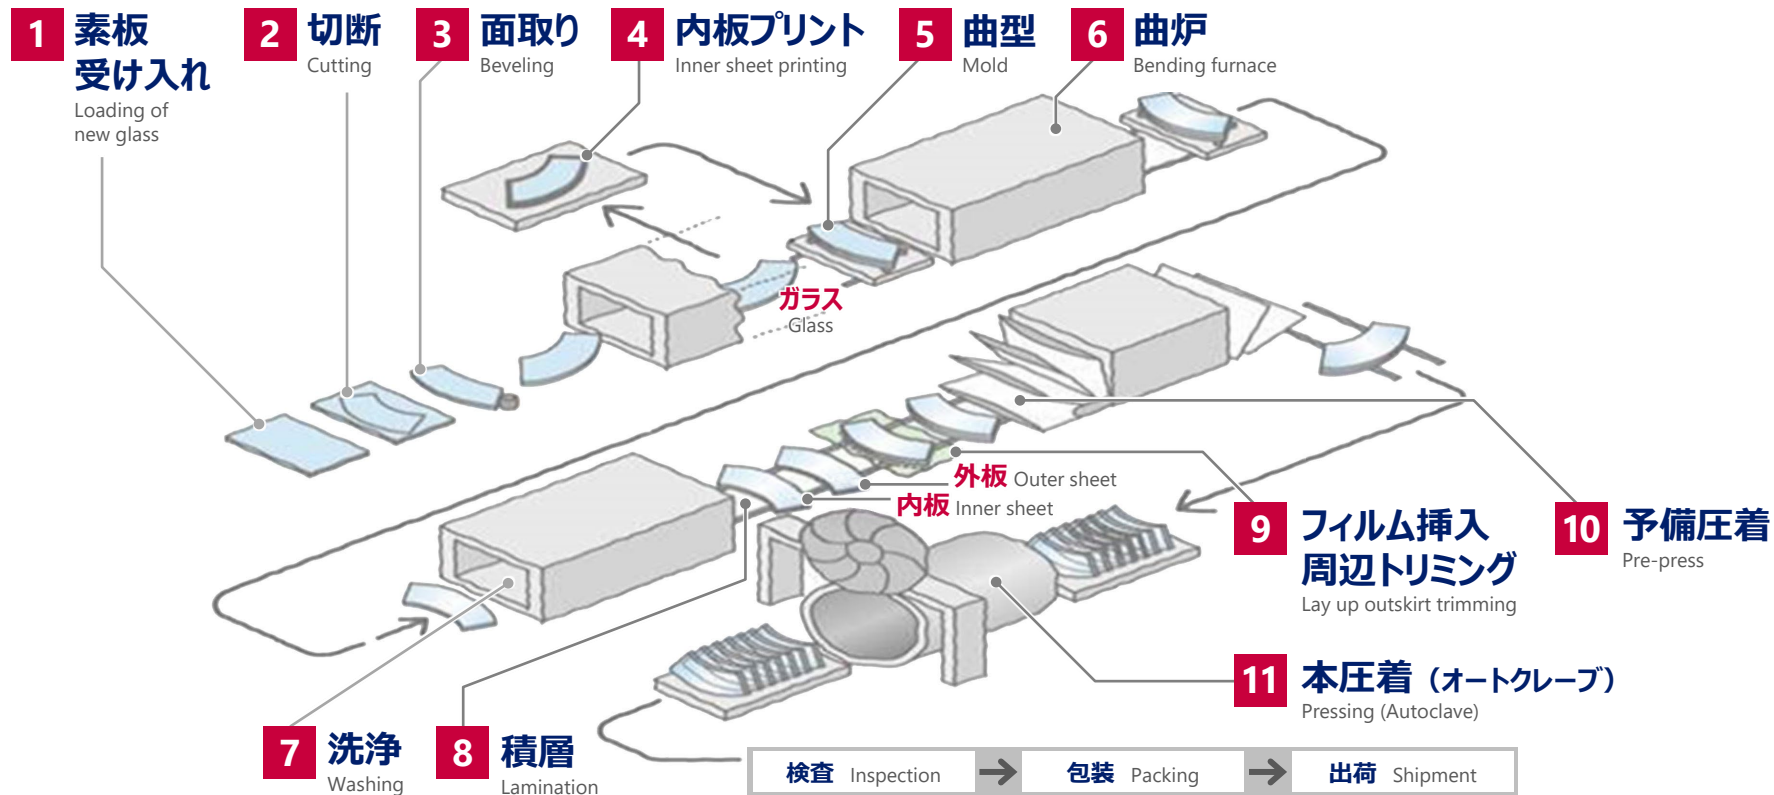 1 素板
受け入れ
Loading of
new glass
2 切断
Cutting
3 面取り
Beveling
4 内板プリント
Inner sheet printing
5 曲型
Mold
6 曲炉
Bending furnace
ガラス
Glass
外板 Outer sheet
内板 Inner sheet
9 フィルム挿入
周辺トリミング
Lay up outskirt trimming
10 予備圧着
Pre-press
11 本圧着（オートクレーブ）
Pressing (Autoclave)
7 洗浄
Washing
8 積層
Lamination
検査 Inspection
包装 Packing
出荷 Shipment